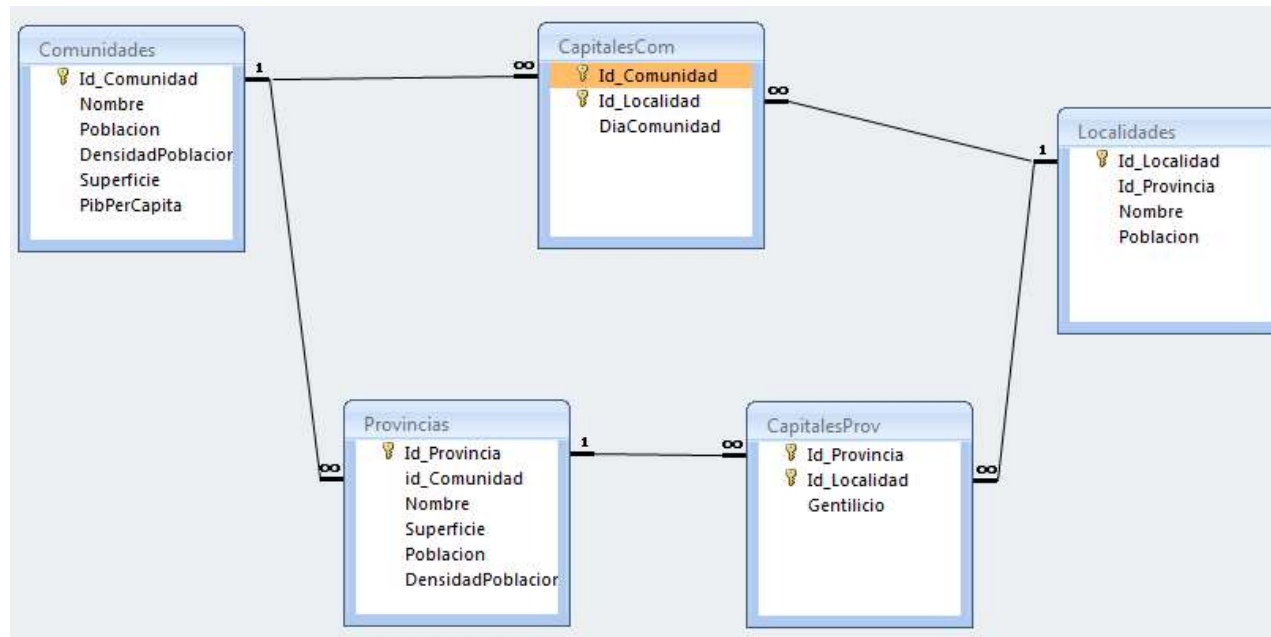 Comunidades
Id_Comunidad
Nombre
Poblacion
DensidadPoblacior
Superficie
PibPerCapita
1
∞
CapitalesCom
Id_Comunidad
Id_Localidad
DiaComunidad
∞
1
Localidades
Id_Localidad
Id_Provincia
Nombre
Poblacion
∞
Provincias
Id_Provincia
id_Comunidad
Nombre
Superficie
Poblacion
DensidadPoblacior
1
∞
CapitalesProv
Id_Provincia
Id_Localidad
Gentilicio
∞